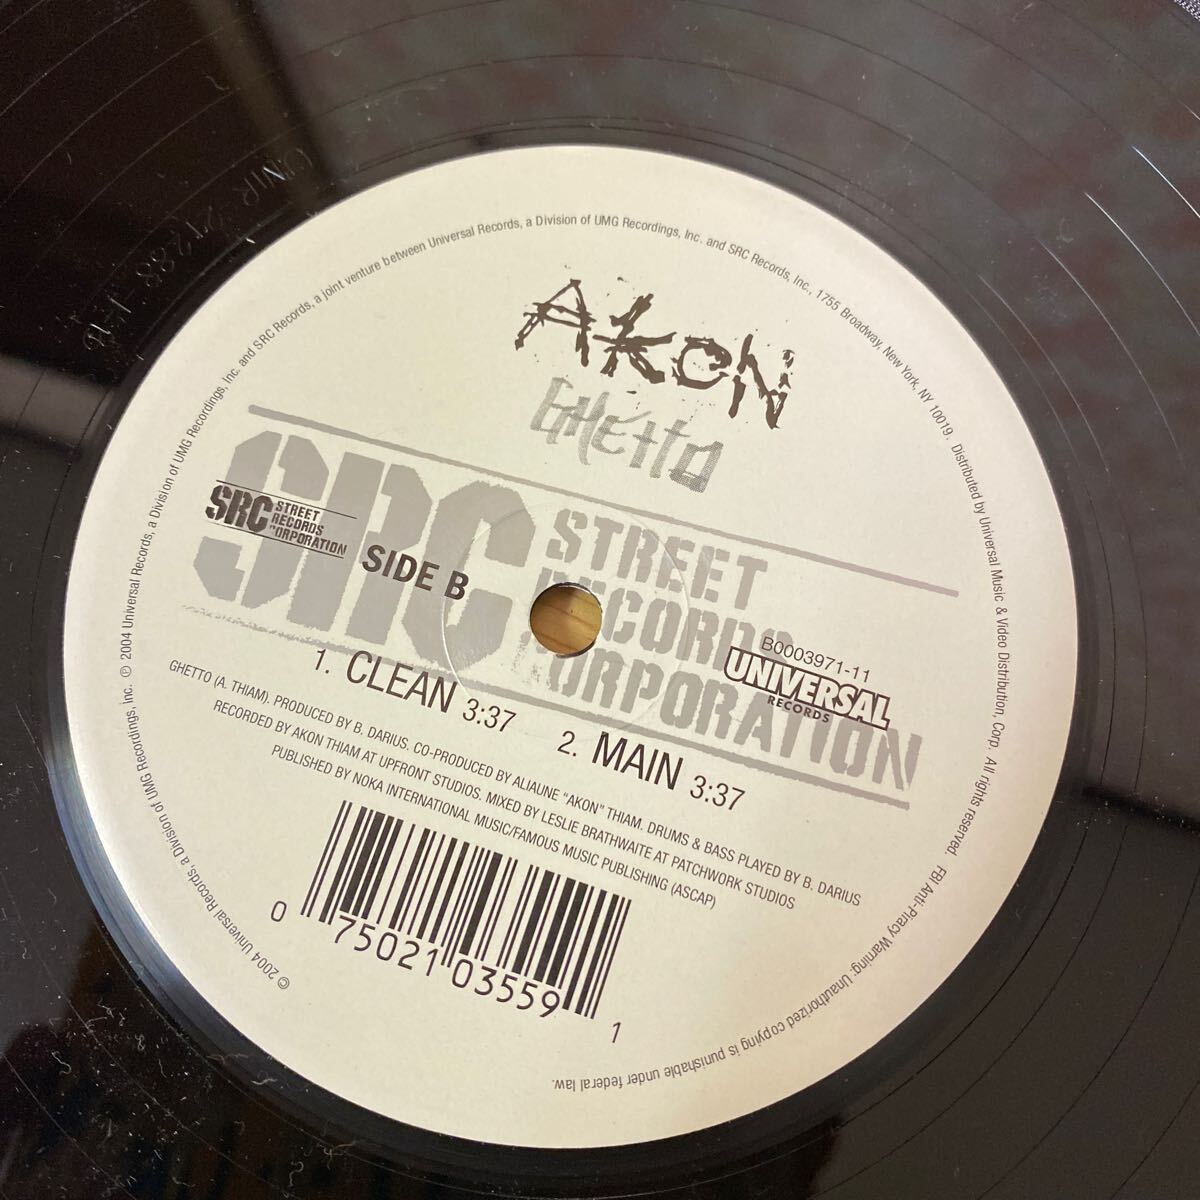 AKON
GHETTO
SRC STREET RECORDS CORPORATION
SRC STREET RECORDS CORPORATION
SIDE B
B0003971-11
UNIVERSAL
RECORDS
1. CLEAN 3:37
2. MAIN 3:37
GHETTO (A. THIAM). PRODUCED BY B. DARIUS. CO-PRODUCED BY ALIAUNE "AKON" THIAM. DRUMS & BASS PLAYED BY B. DARIUS
RECORDED BY AKON THIAM AT UPFRONT STUDIOS. MIXED BY LESLIE BRATHWAITE AT PATCHWORK STUDIOS
PUBLISHED BY NOKA INTERNATIONAL MUSIC/FAMOUS MUSIC PUBLISHING (ASCAP)
0 75021 03559 1
© 2004 Universal Records, a Division of UMG Recordings, Inc. ℗ 2004 Universal Records, a Division of UMG Recordings, Inc. and SRC Records, a joint venture between Universal Records, a Division of UMG Recordings, Inc. and SRC Records, Inc., 1755 Broadway, New York, NY 10019. Distributed by Universal Music & Video Distribution, Corp. All rights reserved. FBI Anti-Piracy Warning: Unauthorized copying is punishable under federal law.